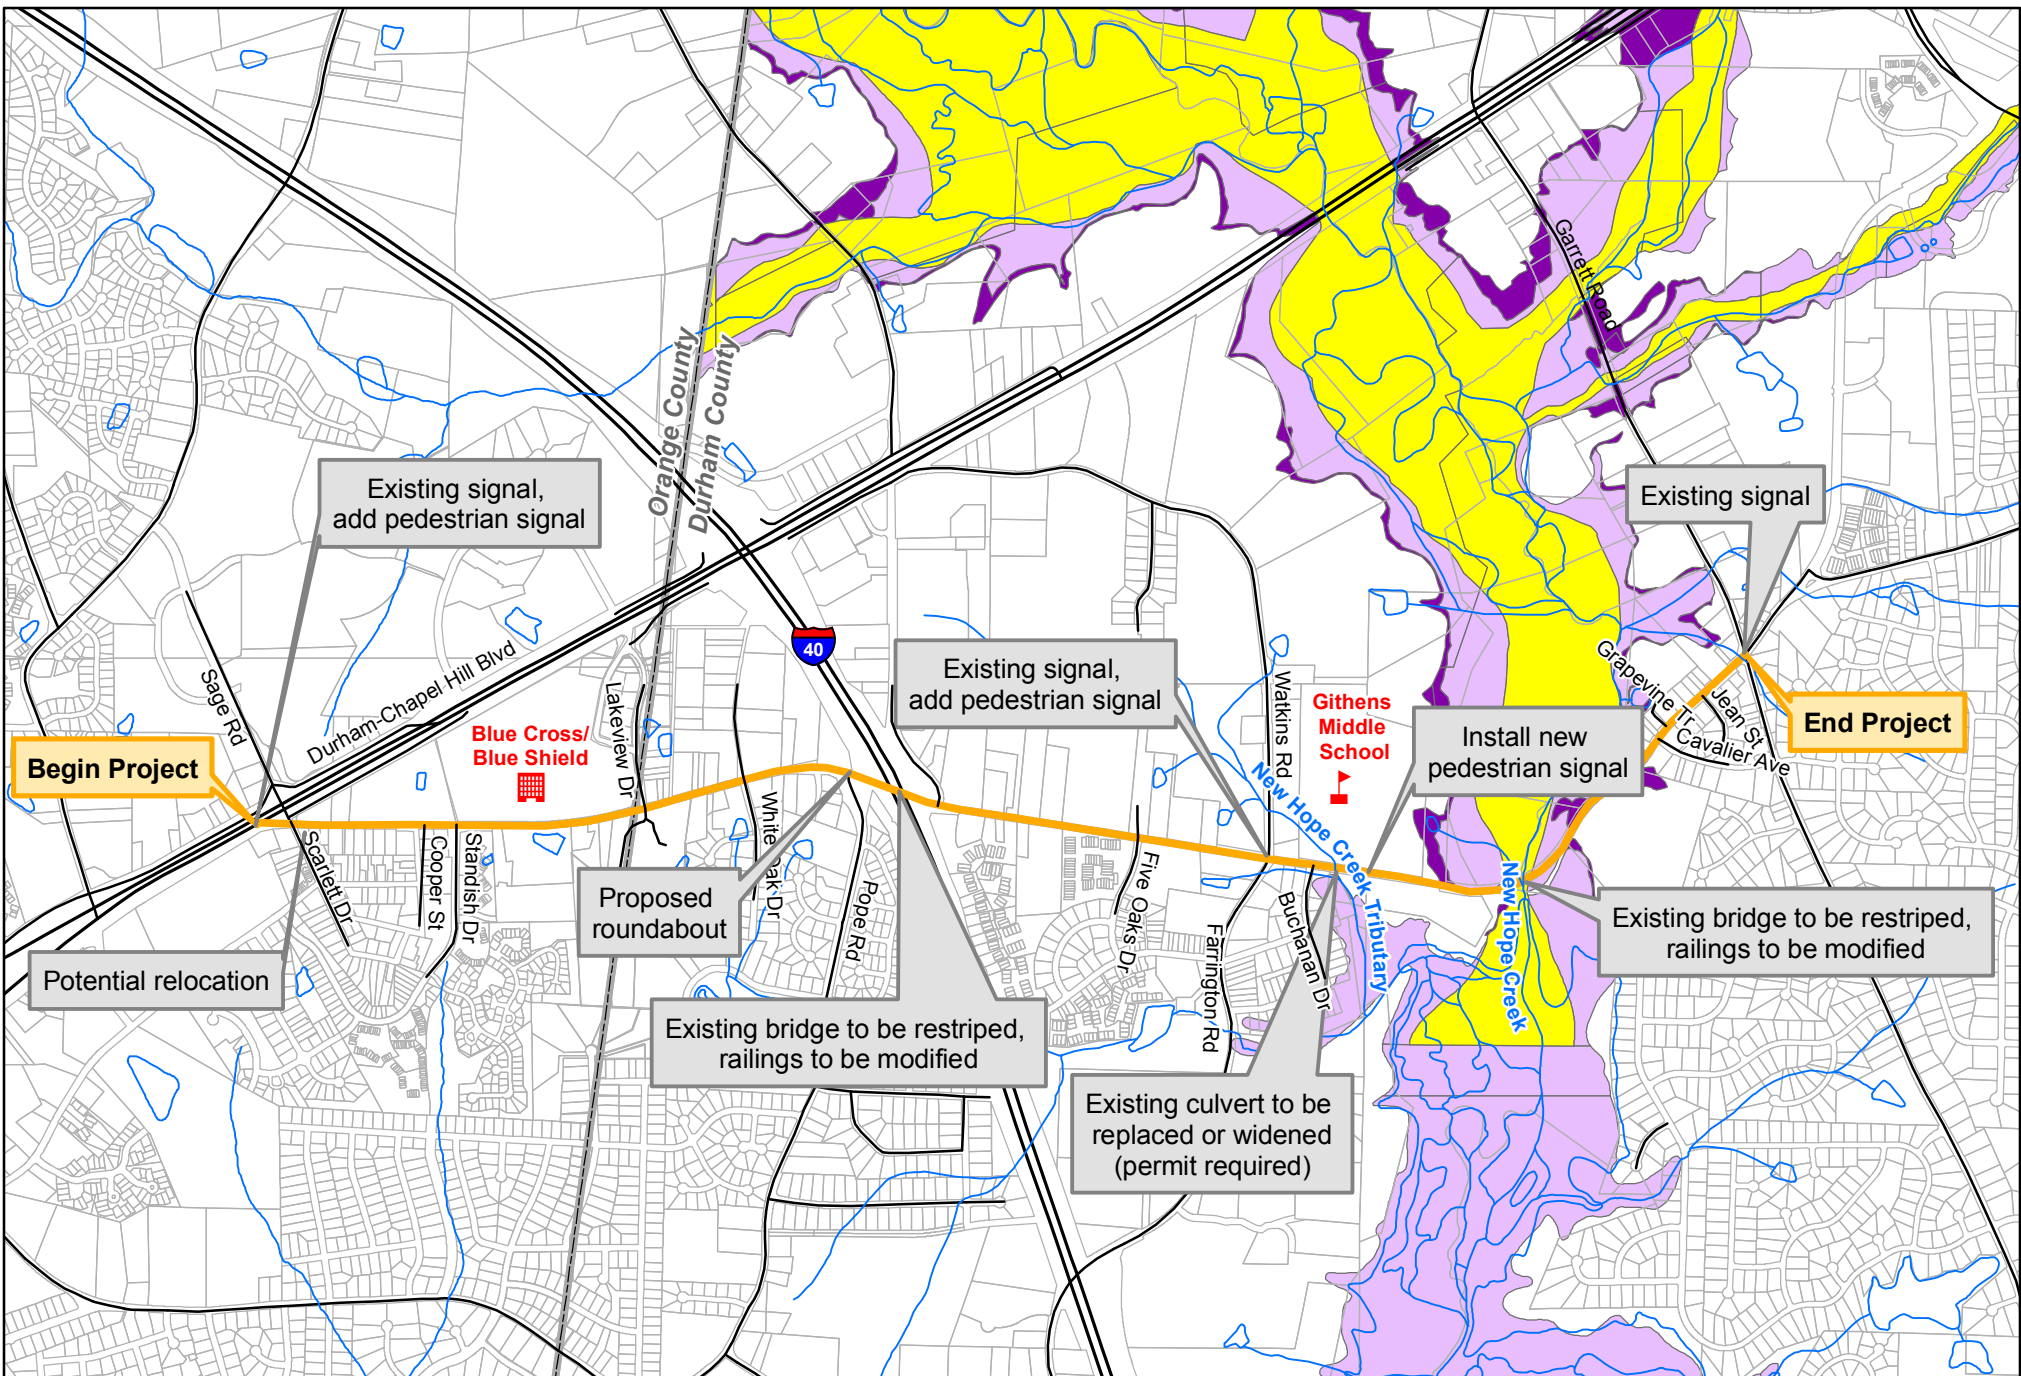 Garrett Road
Orange County
Durham County
Existing signal,
add pedestrian signal
Existing signal
40
Sage Rd
Durham-Chapel Hill Blvd
Lakeview Dr
Blue Cross/
Blue Shield
Existing signal,
add pedestrian signal
Watkins Rd
Githens
Middle
School
Grapevine Tr
Jean St
Cavalier Ave
End Project
Install new
pedestrian signal
Begin Project
New Hope Creek Tributary
White Oak Dr
Scarlett Dr
Cooper St
Standish Dr
Proposed
roundabout
Pope Rd
Five Oaks Dr
Farrington Rd
Buchanan Dr
New Hope Creek
Existing bridge to be restriped,
railings to be modified
Potential relocation
Existing bridge to be restriped,
railings to be modified
Existing culvert to be
replaced or widened
(permit required)